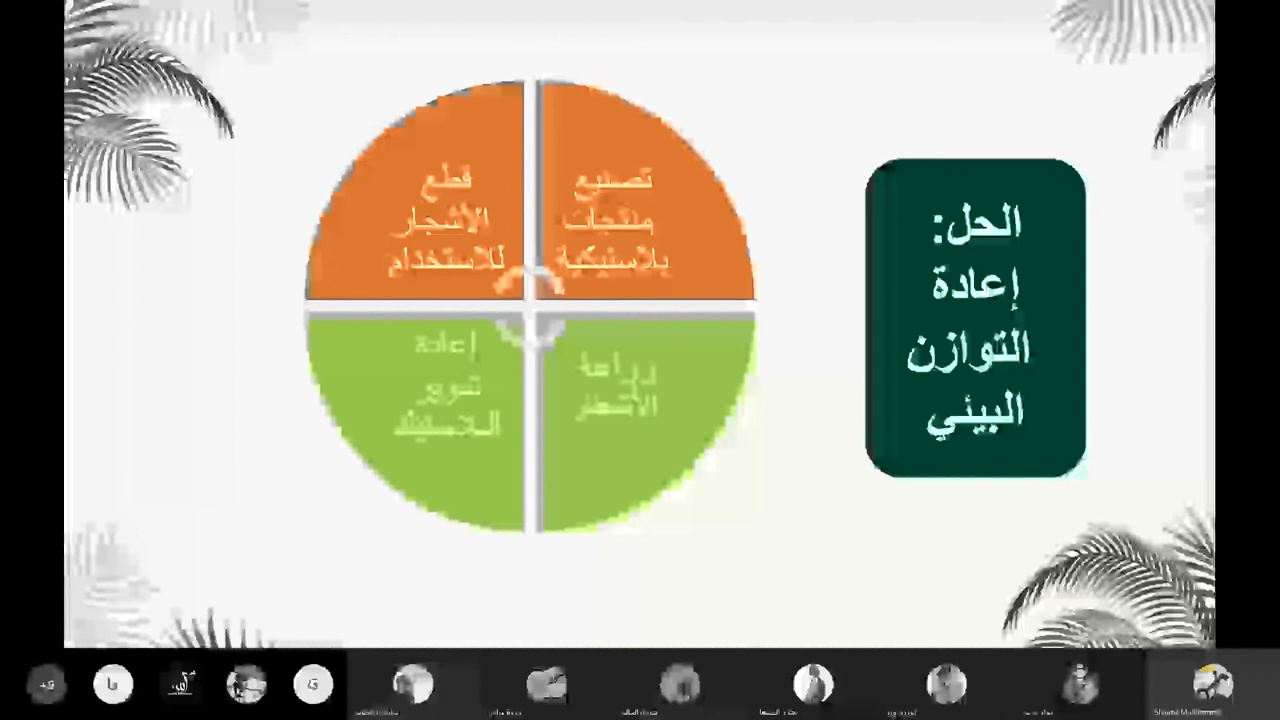 الحل:
إعادة
التوازن
البيئي
تصنيع
منتجات
بلاستيكية
قطع
الأشجار
للاستخدام
زراعة
الأشجار
إعادة
تدوير
البلاستيك